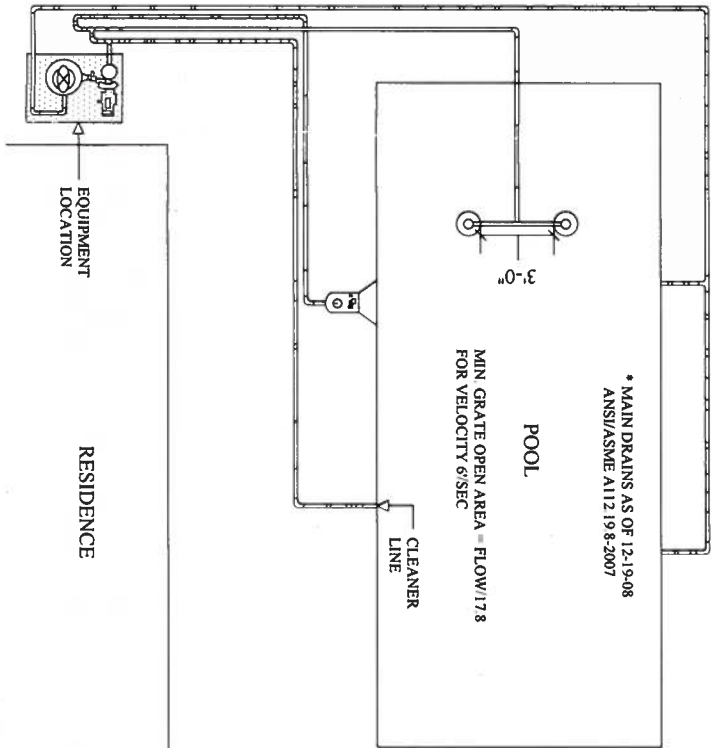 * MAIN DRAINS AS OF 12-19-08
ANSI/ASME A112 19 8-2007
POOL
MIN. GRATE OPEN AREA = FLOW/17.8
FOR VELOCITY 6'/SEC
3'-0"
CLEANER
LINE
EQUIPMENT
LOCATION
RESIDENCE